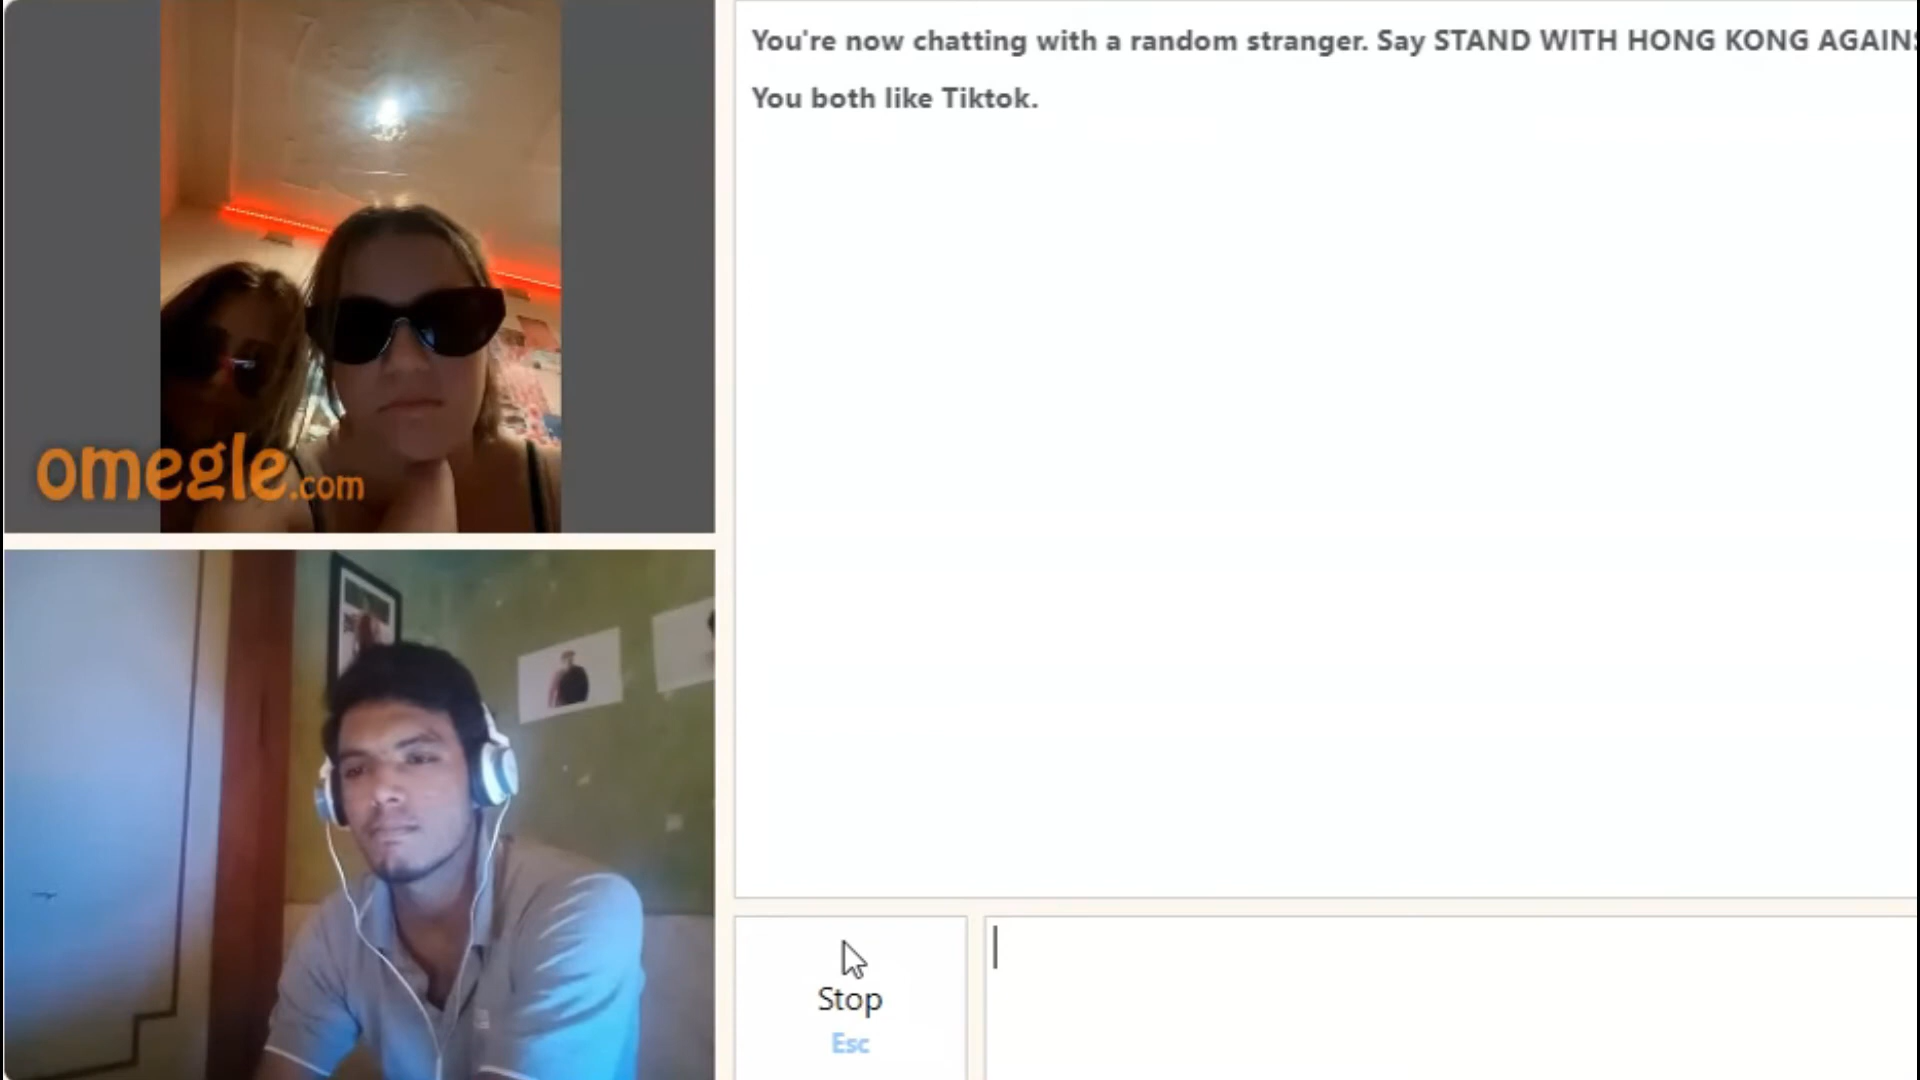 You're now chatting with a random stranger. Say STAND WITH HONG KONG AGAINS
You both like Tiktok.
omegle.com
Stop
Esc